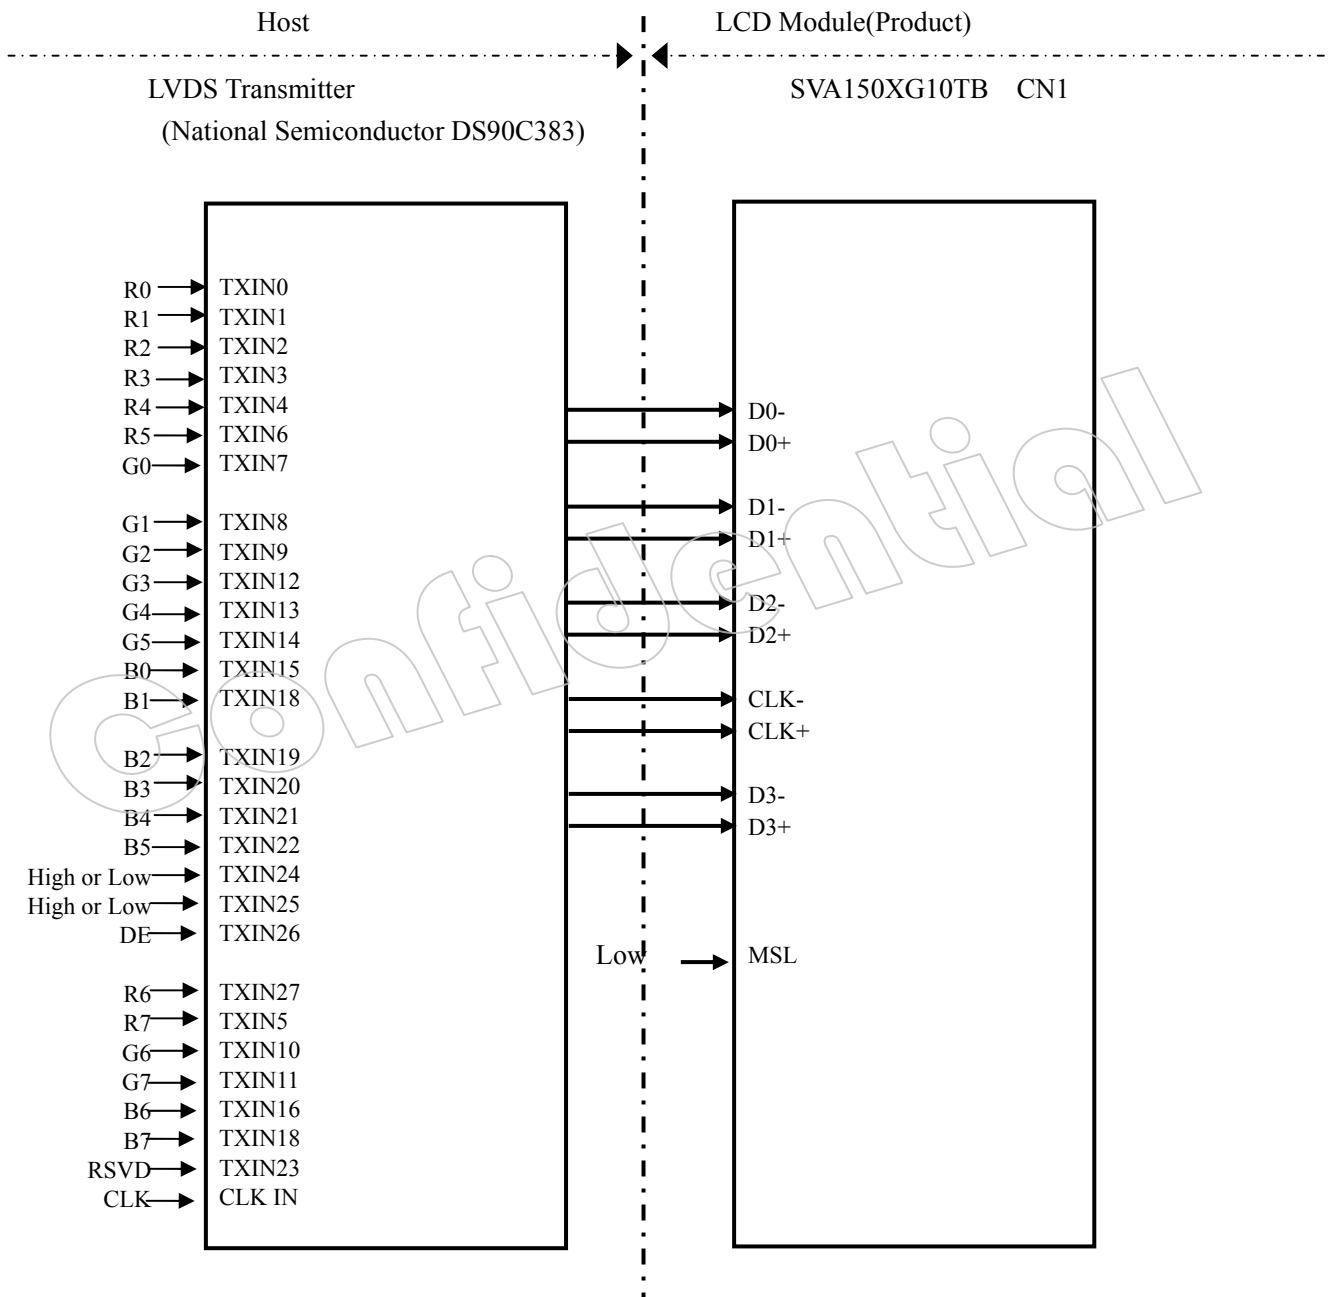 Host
LCD Module(Product)
LVDS Transmitter
(National Semiconductor DS90C383)
SVA150XG10TB CN1
R0 TXIN0
R1 TXIN1
R2 TXIN2
R3 TXIN3
R4 TXIN4
R5 TXIN6
G0 TXIN7
G1 TXIN8
G2 TXIN9
G3 TXIN12
G4 TXIN13
G5 TXIN14
B0 TXIN15
B1 TXIN18
B2 TXIN19
B3 TXIN20
B4 TXIN21
B5 TXIN22
High or Low TXIN24
High or Low TXIN25
DE TXIN26
R6 TXIN27
R7 TXIN5
G6 TXIN10
G7 TXIN11
B6 TXIN16
B7 TXIN18
RSVD TXIN23
CLK CLK IN
D0-
D0+
D1-
D1+
D2-
D2+
CLK-
CLK+
D3-
D3+
Low MSL
Confidential